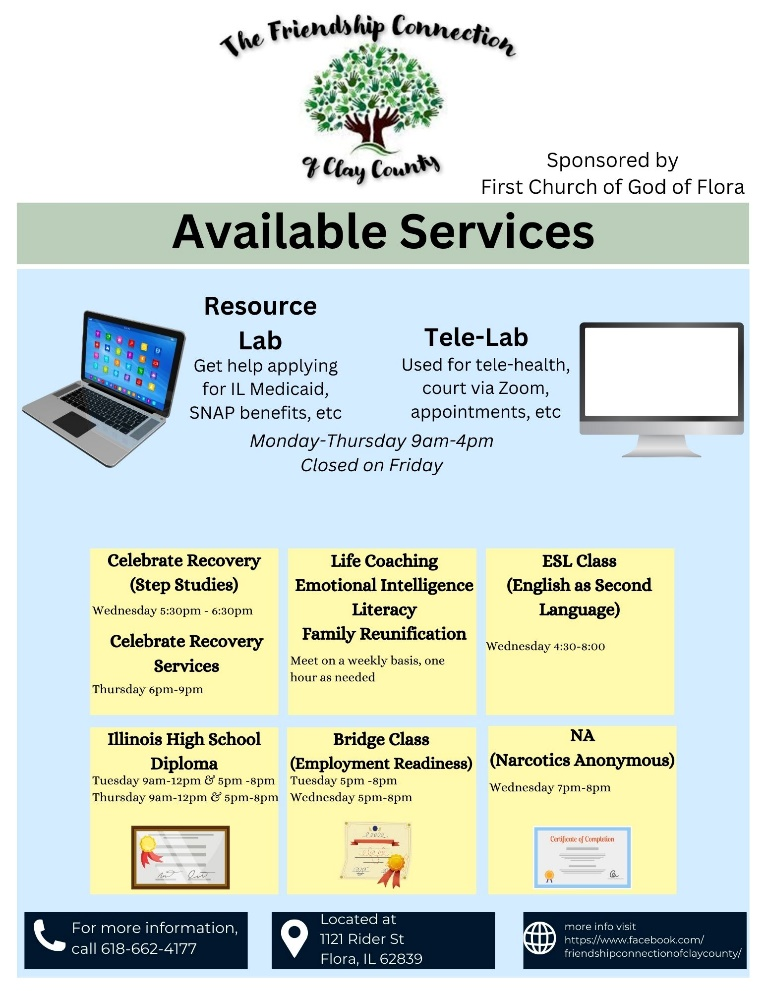 The Friendship Connection
of Clay County
Sponsored by
First Church of God of Flora
Available Services
Resource
Lab
Get help applying
for IL Medicaid,
SNAP benefits, etc
Tele-Lab
Used for tele-health,
court via Zoom,
appointments, etc
Monday-Thursday 9am-4pm
Closed on Friday
Celebrate Recovery
(Step Studies)
Wednesday 5:30pm - 6:30pm
Celebrate Recovery
Services
Thursday 6pm-9pm
Life Coaching
Emotional Intelligence
Literacy
Family Reunification
Meet on a weekly basis, one
hour as needed
ESL Class
(English as Second
Language)
Wednesday 4:30-8:00
Illinois High School
Diploma
Tuesday 9am-12pm & 5pm -8pm
Thursday 9am-12pm & 5pm-8pm
Bridge Class
(Employment Readiness)
Tuesday 5pm -8pm
Wednesday 5pm-8pm
NA
(Narcotics Anonymous)
Wednesday 7pm-8pm
Certificate of Completion
For more information,
call 618-662-4177
Located at
1121 Rider St
Flora, IL 62839
more info visit
https://www.facebook.com/
friendshipconnectionofclaycounty/